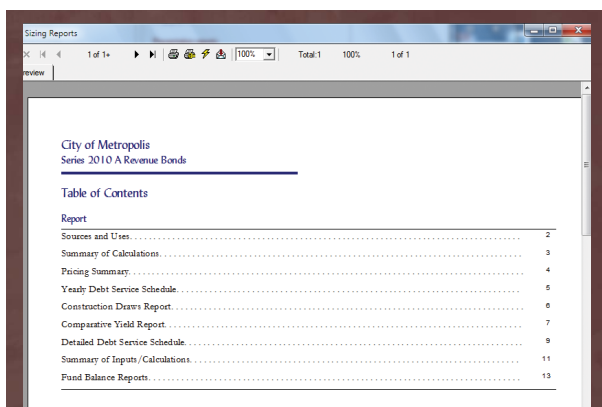 Sizing Reports
1 of 1+ 100% Total:1 100% 1 of 1
review
City of Metropolis
Series 2010 A Revenue Bonds
Table of Contents
Report
Sources and Uses. . . . . . . . . . . . . . . . . . . . 2
Summary of Calculations. . . . . . . . . . . . . . . . . . . . 3
Pricing Summary. . . . . . . . . . . . . . . . . . . . 4
Yearly Debt Service Schedule. . . . . . . . . . . . . . . . . . . . 5
Construction Draws Report. . . . . . . . . . . . . . . . . . . . 6
Comparative Yield Report. . . . . . . . . . . . . . . . . . . . 7
Detailed Debt Service Schedule. . . . . . . . . . . . . . . . . . . . 9
Summary of Inputs/Calculations. . . . . . . . . . . . . . . . . . . . 11
Fund Balance Reports. . . . . . . . . . . . . . . . . . . . 13